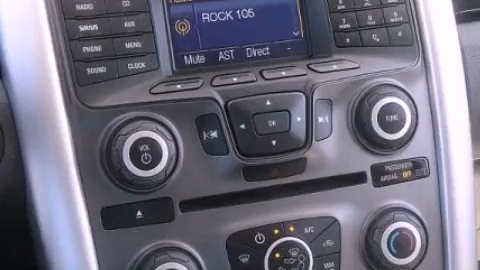 RADIO CD
SIRIUS AUX
PHONE MENU
SOUND CLOCK
ROCK 105
Mute AST Direct -
OK
VOL
TUNE
PASSENGER
AIRBAG OFF
A/C
MAX